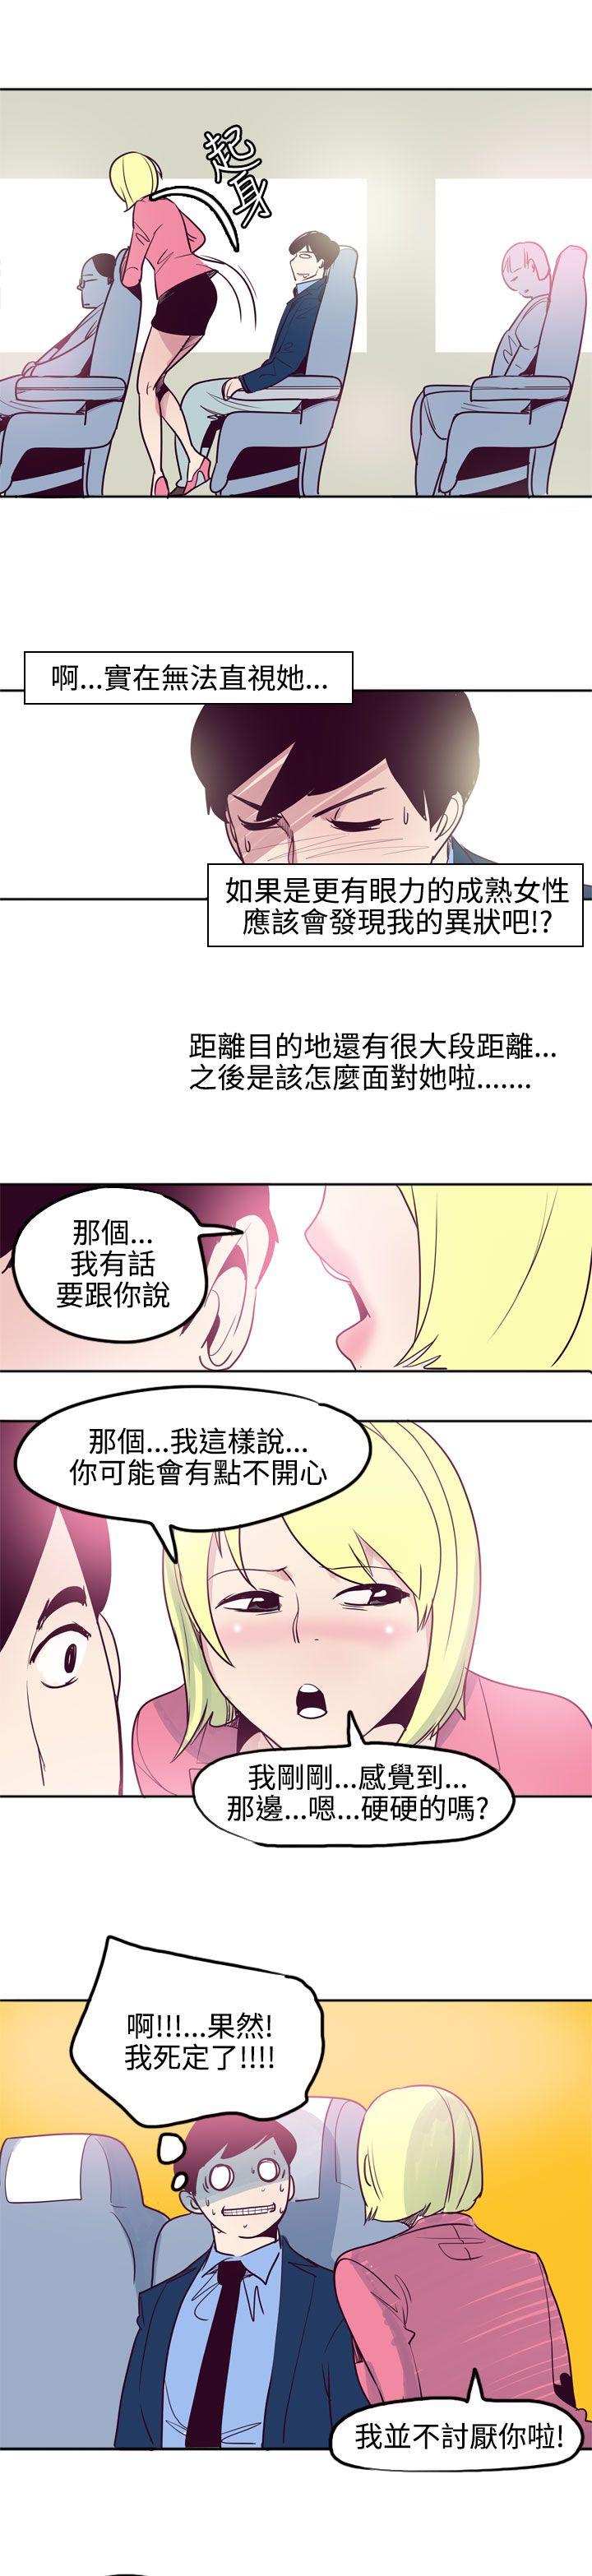 起身
啊...實在無法直視她...
如果是更有眼力的成熟女性
應該會發現我的異狀吧!?
距離目的地還有很大段距離...
之後是該怎麼面對她啦.......
那個...
我有話
要跟你說
那個...我這樣說...
你可能會有點不開心
我剛剛...感覺到...
那邊...嗯...硬硬的嗎?
啊!!!...果然!
我死定了!!!!
我並不討厭你啦!